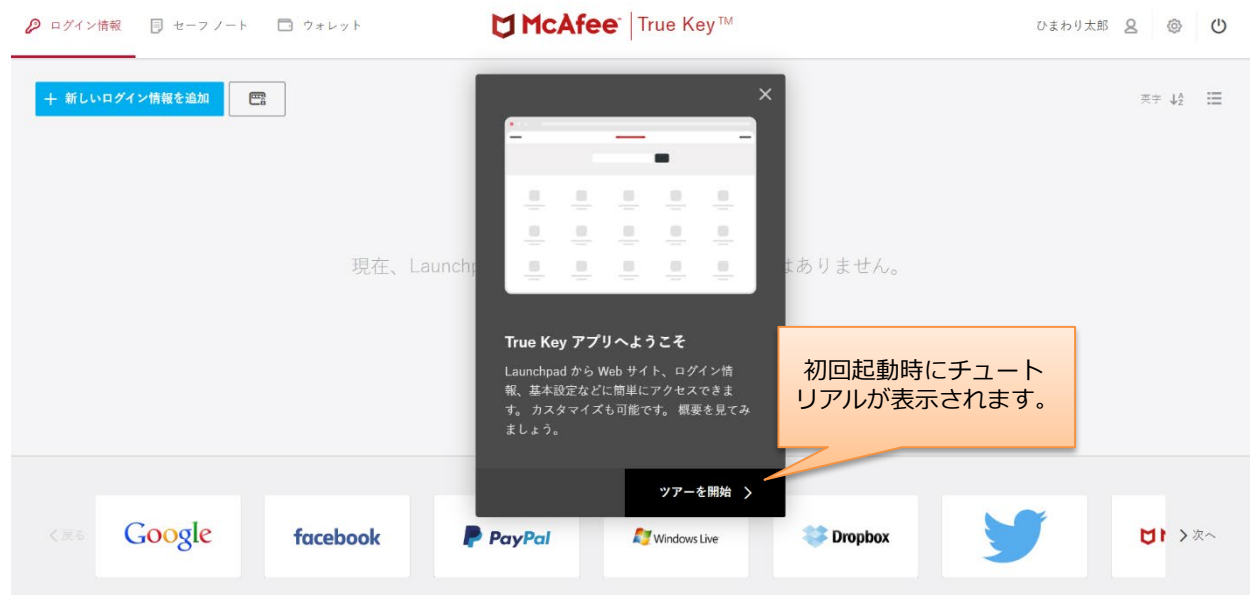 ログイン情報
セーフ ノート
ウォレット
McAfee™ | True Key™
ひまわり太郎
＋ 新しいログイン情報を追加
英字
現在、Launchp
はありません。
True Key アプリへようこそ
Launchpad から Web サイト、ログイン情
報、基本設定などに簡単にアクセスできま
す。 カスタマイズも可能です。 概要を見てみ
ましょう。
初回起動時にチュート
リアルが表示されます。
ツアーを開始
戻る
Google
facebook
PayPal
Windows Live
Dropbox
次へ